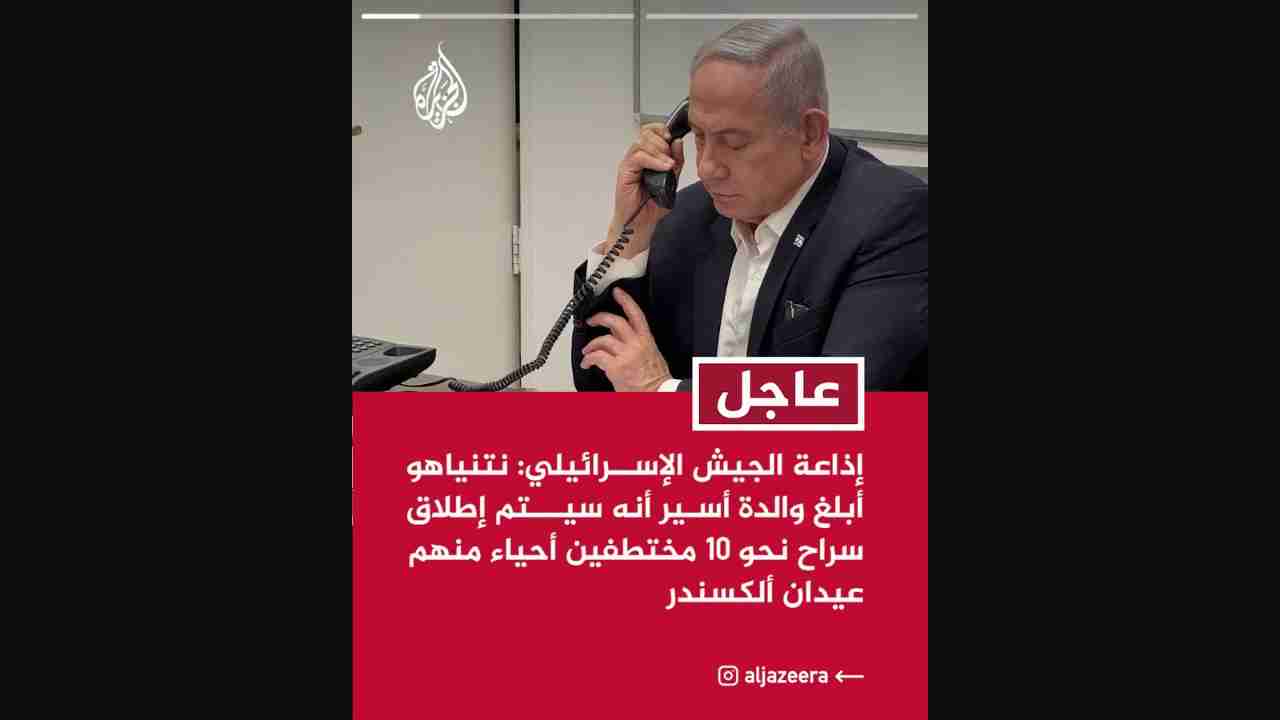 الجزيرة
عاجل
إذاعة الجيش الإسرائيلي: نتنياهو
أبلغ والدة أسير أنه سيتم إطلاق
سراح نحو 10 مختطفين أحياء منهم
عيدان ألكسندر
aljazeera